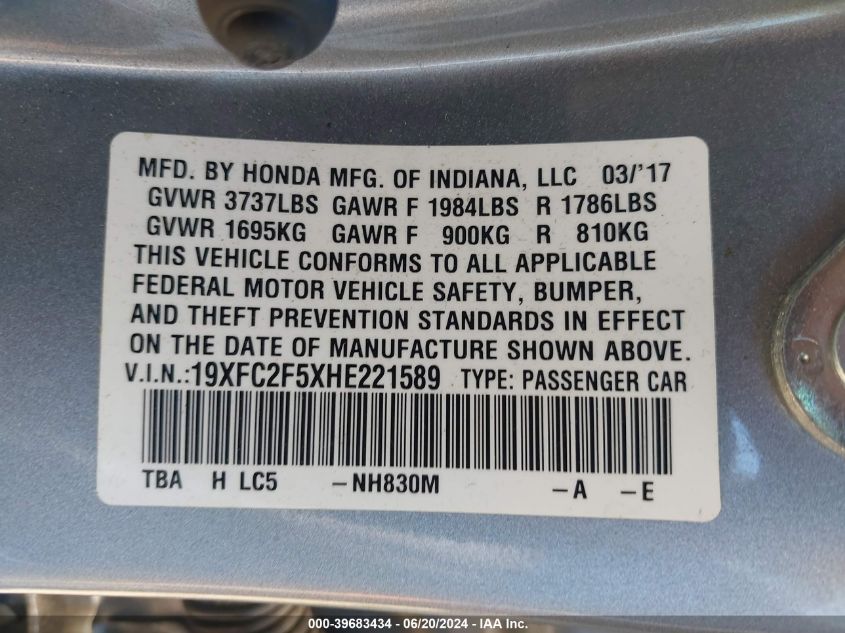 MFD. BY HONDA MFG. OF INDIANA, LLC 03/'17
GVWR 3737LBS GAWR F 1984LBS R 1786LBS
GVWR 1695KG GAWR F 900KG R 810KG
THIS VEHICLE CONFORMS TO ALL APPLICABLE
FEDERAL MOTOR VEHICLE SAFETY, BUMPER,
AND THEFT PREVENTION STANDARDS IN EFFECT
ON THE DATE OF MANUFACTURE SHOWN ABOVE.
V.I.N.:19XFC2F5XHE221589 TYPE: PASSENGER CAR
TBA H LC5 –NH830M –A –E
000-39683434 - 06/20/2024 - IAA Inc.